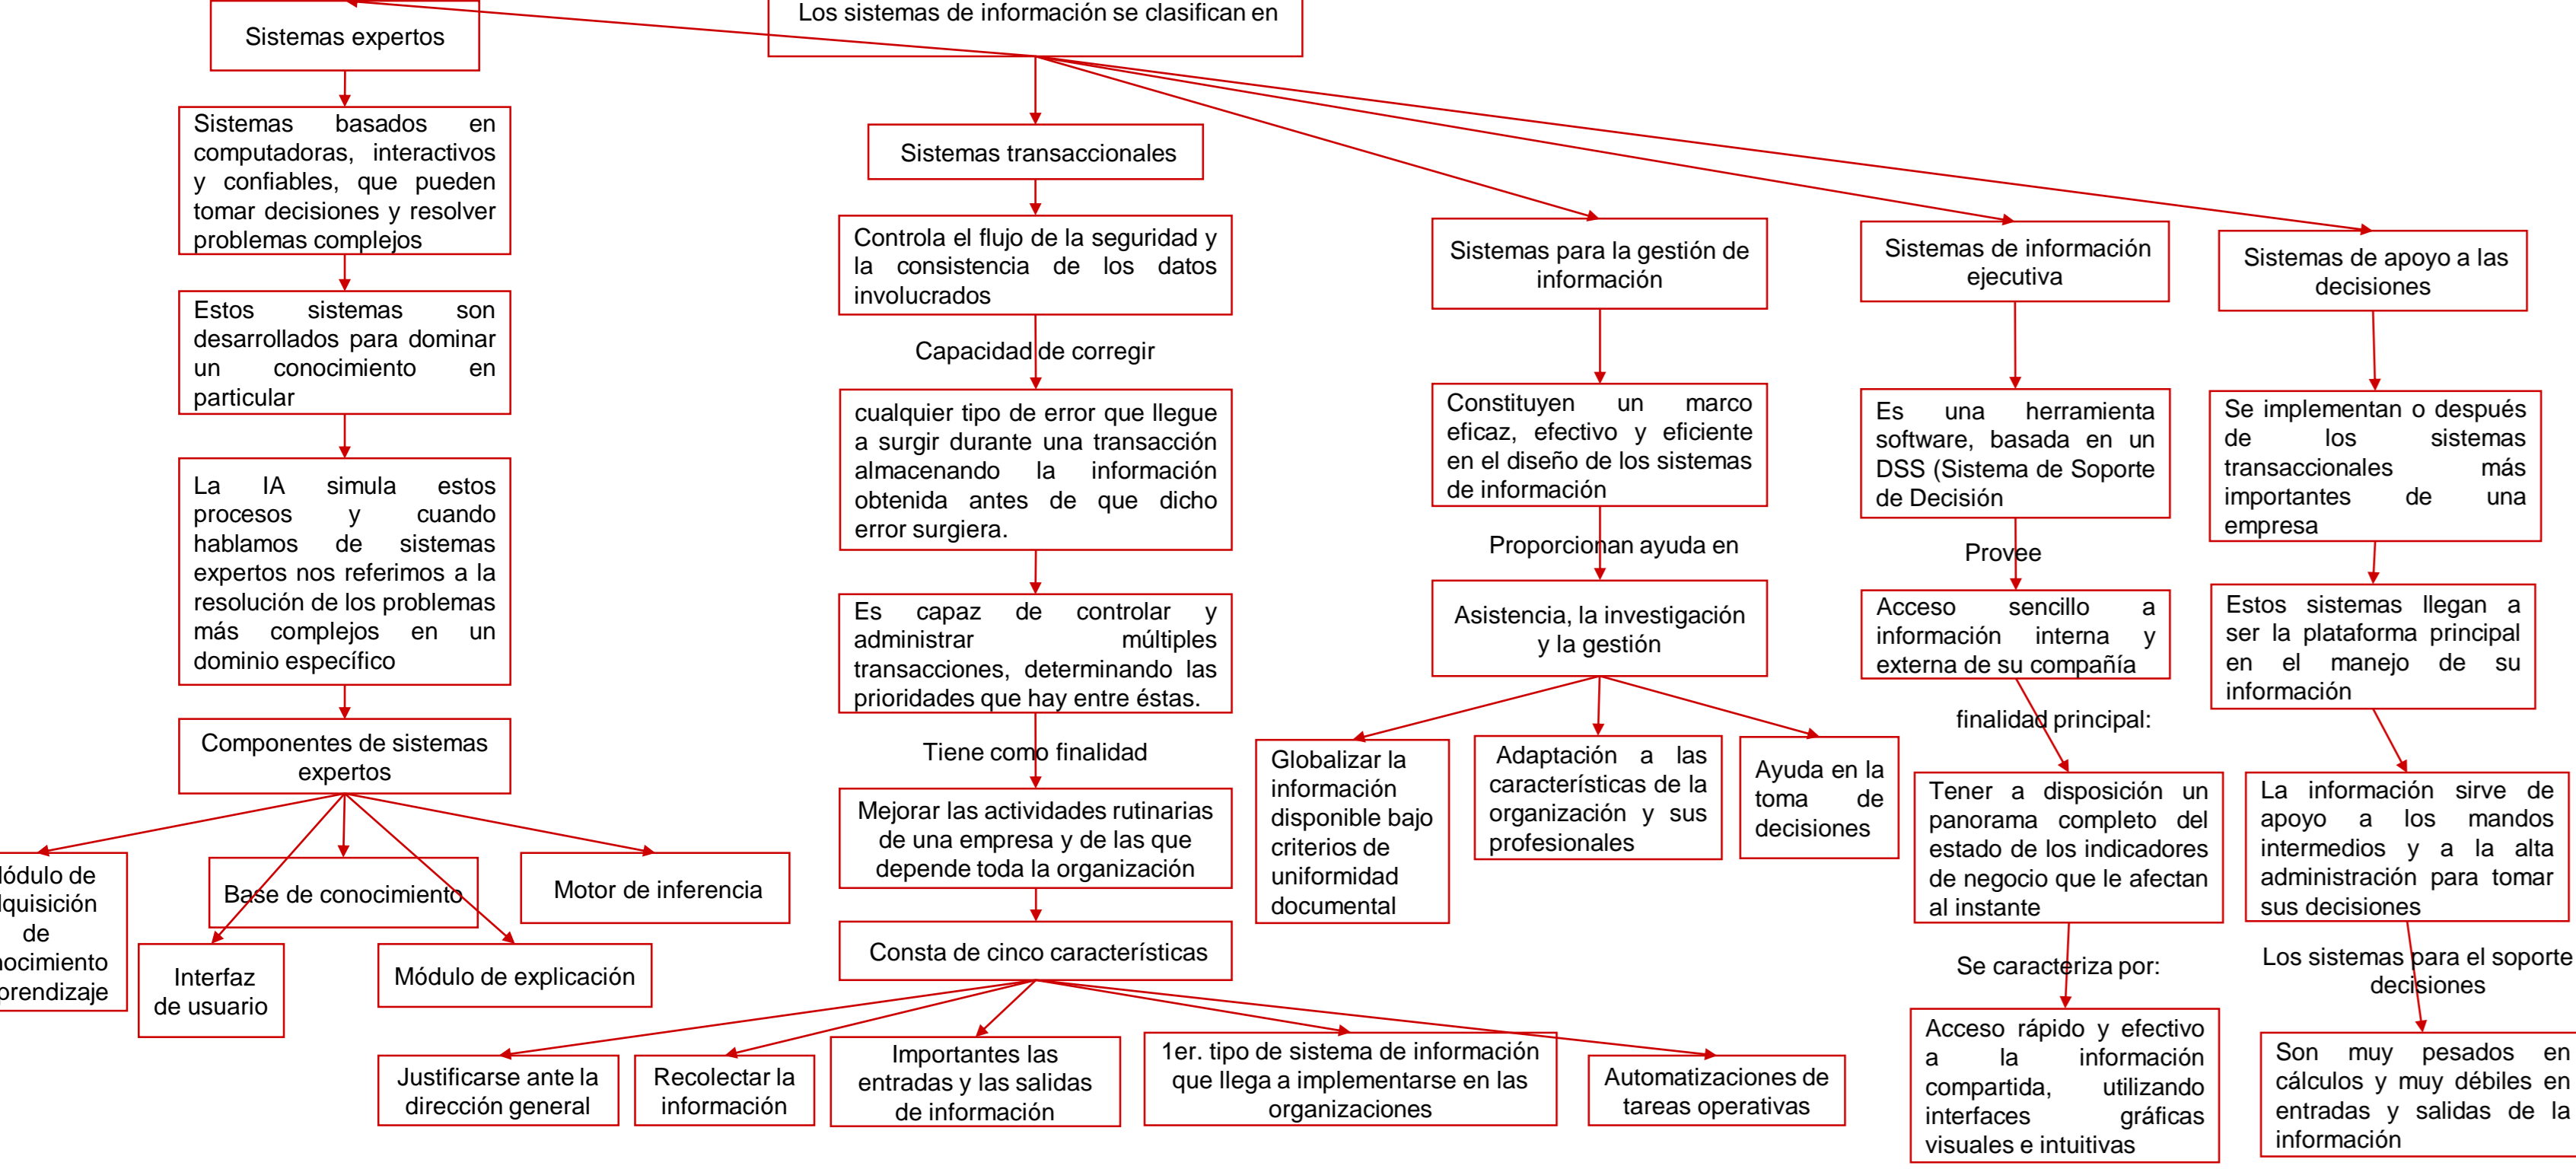 Los sistemas de información se clasifican en
Sistemas expertos
Sistemas basados en
computadoras, interactivos
y confiables, que pueden
tomar decisiones y resolver
problemas complejos
Estos sistemas son
desarrollados para dominar
un conocimiento en
particular
La IA simula estos
procesos y cuando
hablamos de sistemas
expertos nos referimos a la
resolución de los problemas
más complejos en un
dominio específico
Componentes de sistemas
expertos
de
Interfaz
de usuario
Base de conocimiento
Módulo de explicación
Motor de inferencia
Sistemas transaccionales
Controla el flujo de la seguridad y
la consistencia de los datos
involucrados
Capacidad de corregir
cualquier tipo de error que llegue
a surgir durante una transacción
almacenando la información
obtenida antes de que dicho
error surgiera.
Es capaz de controlar y
administrar múltiples
transacciones, determinando las
prioridades que hay entre éstas.
Tiene como finalidad
Mejorar las actividades rutinarias
de una empresa y de las que
depende toda la organización
Consta de cinco características
Justificarse ante la
dirección general
Recolectar la
información
Importantes las
entradas y las salidas
de información
1er. tipo de sistema de información
que llega a implementarse en las
organizaciones
Automatizaciones de
tareas operativas
Sistemas para la gestión de
información
Constituyen un marco
eficaz, efectivo y eficiente
en el diseño de los sistemas
de información
Proporcionan ayuda en
Asistencia, la investigación
y la gestión
Globalizar la
información
disponible bajo
criterios de
uniformidad
documental
Adaptación a las
características de la
organización y sus
profesionales
Ayuda en la
toma de
decisiones
Sistemas de información
ejecutiva
Es una herramienta
software, basada en un
DSS (Sistema de Soporte
de Decisión
Provee
Acceso sencillo a
información interna y
externa de su compañía
finalidad principal:
Tener a disposición un
panorama completo del
estado de los indicadores
de negocio que le afectan
al instante
Se caracteriza por:
Acceso rápido y efectivo
a la información
compartida, utilizando
interfaces gráficas
visuales e intuitivas
Sistemas de apoyo a las
decisiones
Se implementan o después
de los sistemas
transaccionales más
importantes de una
empresa
Estos sistemas llegan a
ser la plataforma principal
en el manejo de su
información
La información sirve de
apoyo a los mandos
intermedios y a la alta
administración para tomar
sus decisiones
Los sistemas para el soporte
decisiones
Son muy pesados en
cálculos y muy débiles en
entradas y salidas de la
información